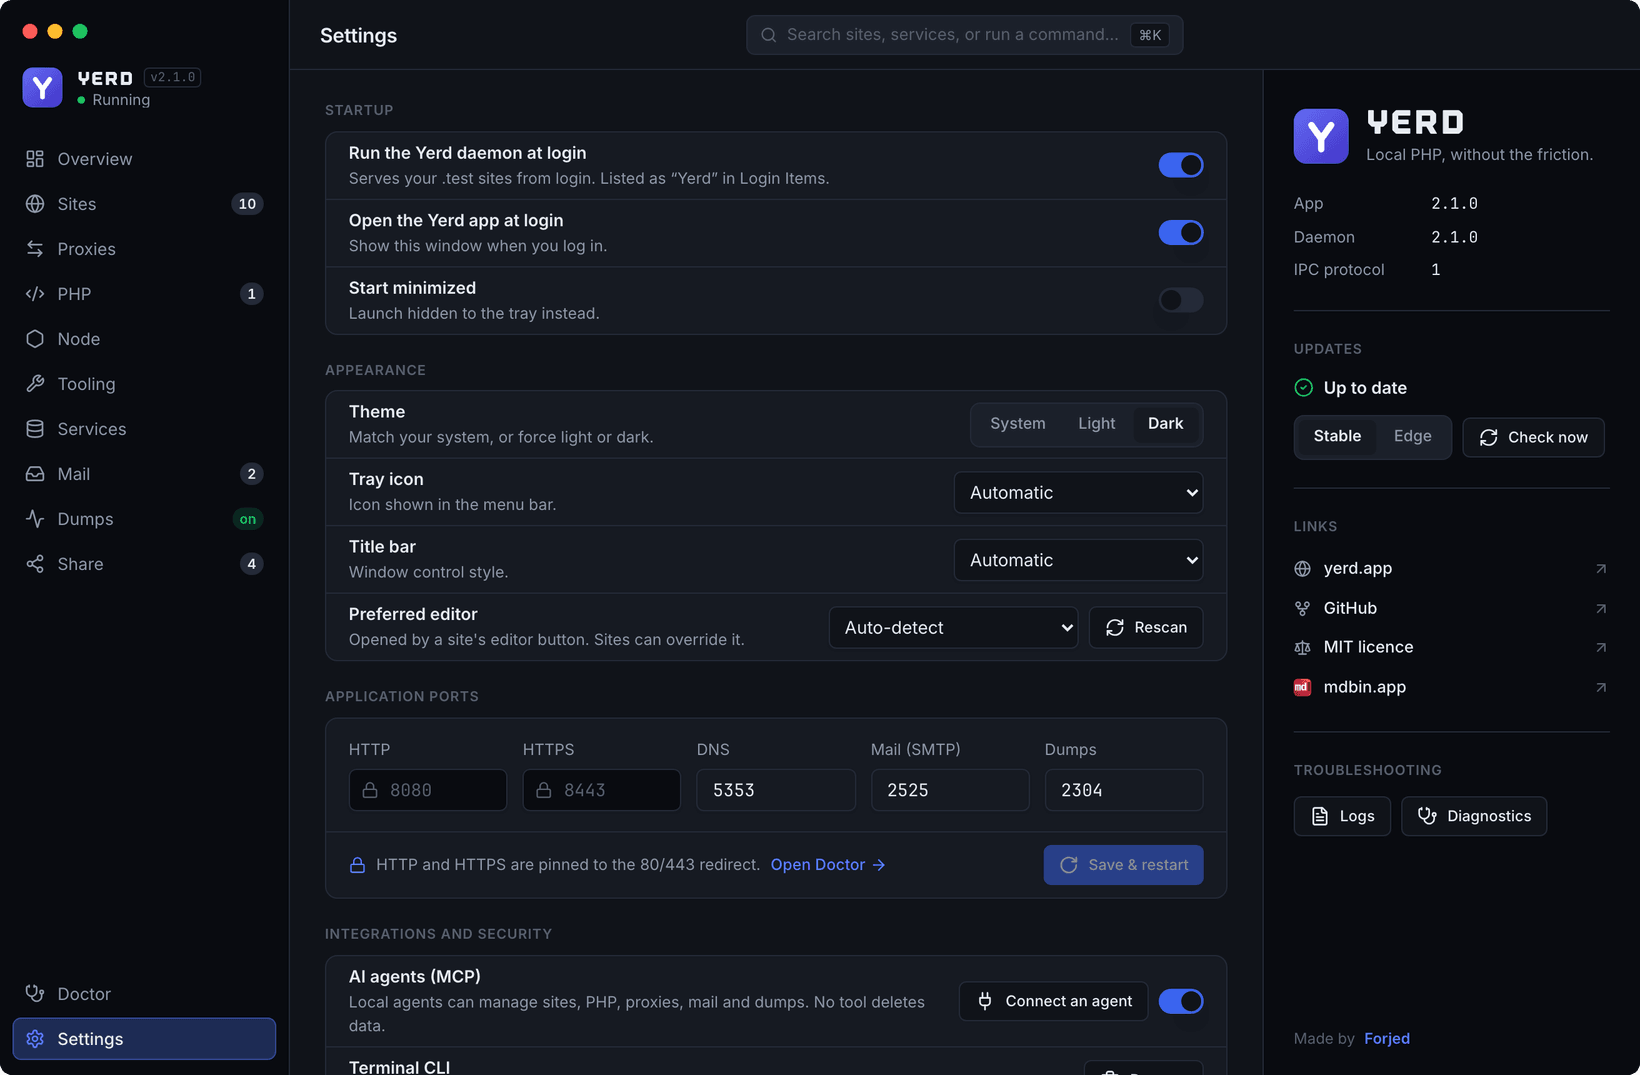 Settings
Search sites, services, or run a command... ⌘K
YERD v2.1.0
Running
Overview
Sites 10
Proxies
PHP 1
Node
Tooling
Services
Mail 2
Dumps on
Share 4
Doctor
Settings
STARTUP
Run the Yerd daemon at login
Serves your .test sites from login. Listed as “Yerd” in Login Items.
Open the Yerd app at login
Show this window when you log in.
Start minimized
Launch hidden to the tray instead.
APPEARANCE
Theme
Match your system, or force light or dark.
System Light Dark
Tray icon
Icon shown in the menu bar.
Automatic
Title bar
Window control style.
Automatic
Preferred editor
Opened by a site's editor button. Sites can override it.
Auto-detect Rescan
APPLICATION PORTS
HTTP HTTPS DNS Mail (SMTP) Dumps
8080 8443 5353 2525 2304
HTTP and HTTPS are pinned to the 80/443 redirect. Open Doctor → Save & restart
INTEGRATIONS AND SECURITY
AI agents (MCP)
Local agents can manage sites, PHP, proxies, mail and dumps. No tool deletes
data.
Connect an agent
Terminal CLI
Y YERD
Local PHP, without the friction.
App 2.1.0
Daemon 2.1.0
IPC protocol 1
UPDATES
Up to date
Stable Edge Check now
LINKS
yerd.app
GitHub
MIT licence
md mdbin.app
TROUBLESHOOTING
Logs Diagnostics
Made by Forjed